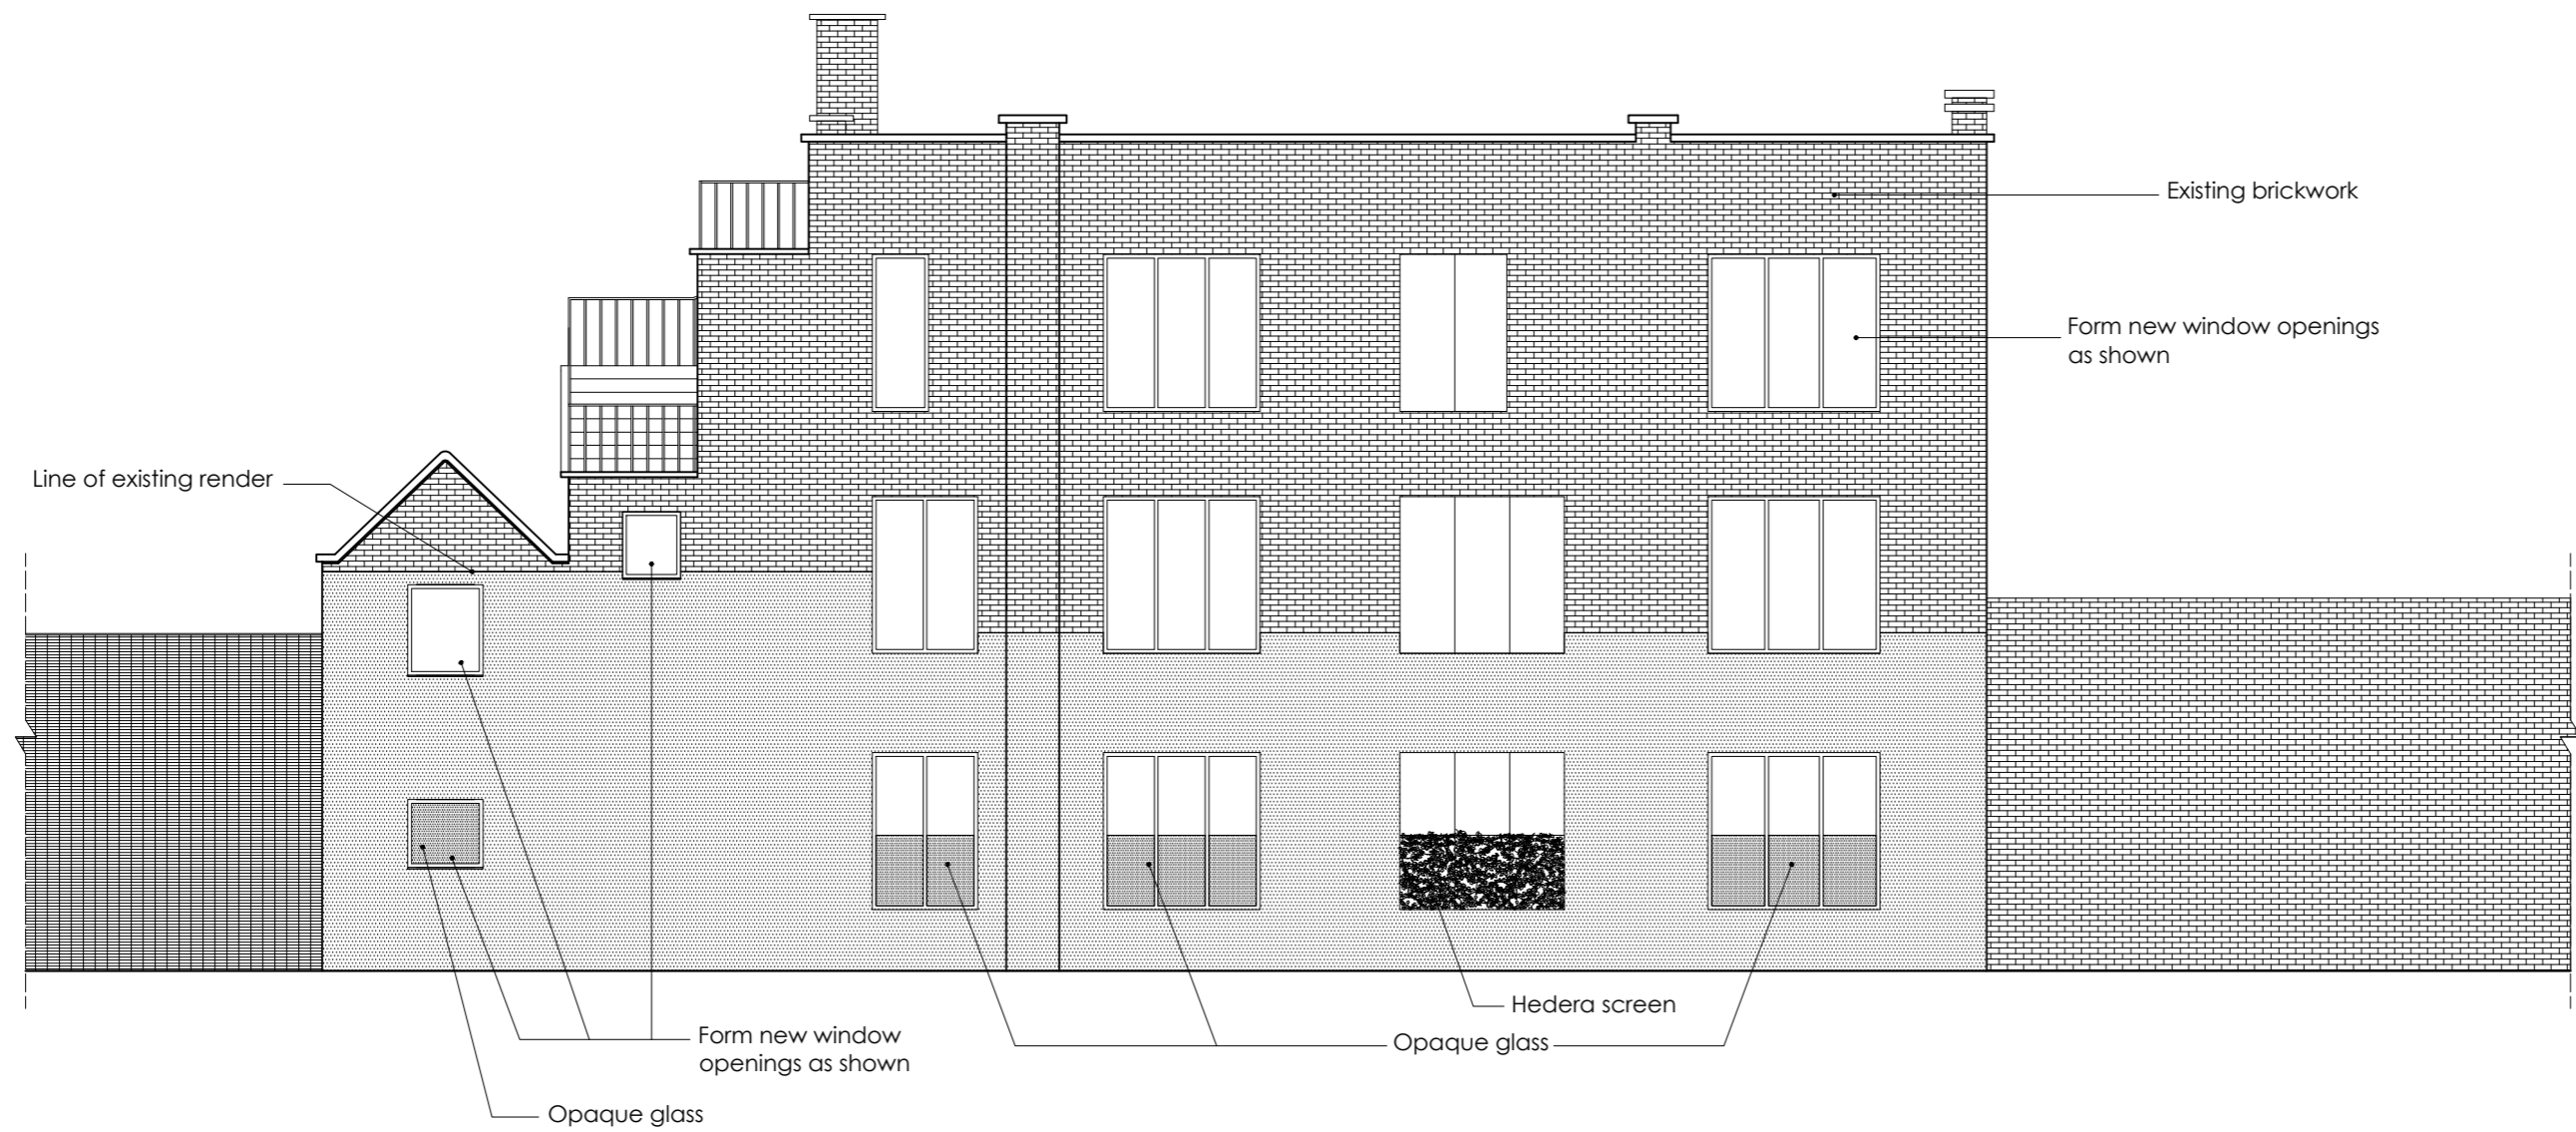 Existing brickwork
Form new window openings
as shown
Line of existing render
Hedera screen
Form new window
openings as shown
Opaque glass
Opaque glass